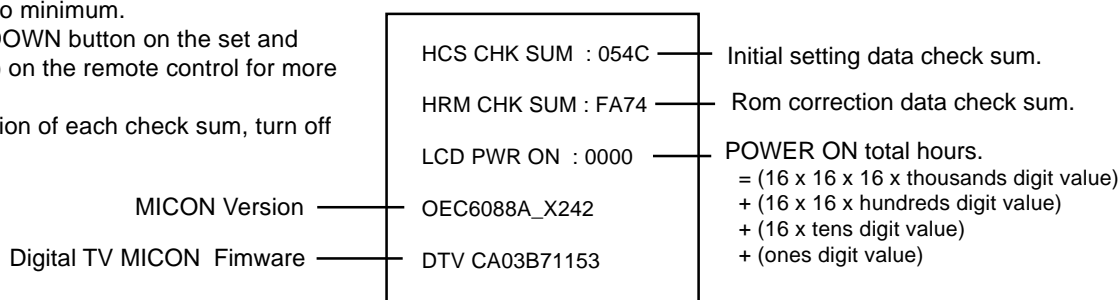 o minimum.
DOWN button on the set and
on the remote control for more
ion of each check sum, turn off
HCS CHK SUM : 054C
Initial setting data check sum.
HRM CHK SUM : FA74
Rom correction data check sum.
LCD PWR ON : 0000
POWER ON total hours.
= (16 x 16 x 16 x thousands digit value)
+ (16 x 16 x hundreds digit value)
+ (16 x tens digit value)
+ (ones digit value)
MICON Version
OEC6088A_X242
Digital TV MICON Fimware
DTV CA03B71153